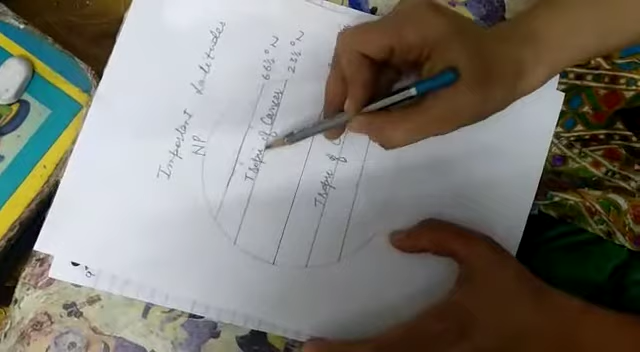 Important Latitudes
NP
66½° N
Tropic of Cancer 23½° N
Tropic of